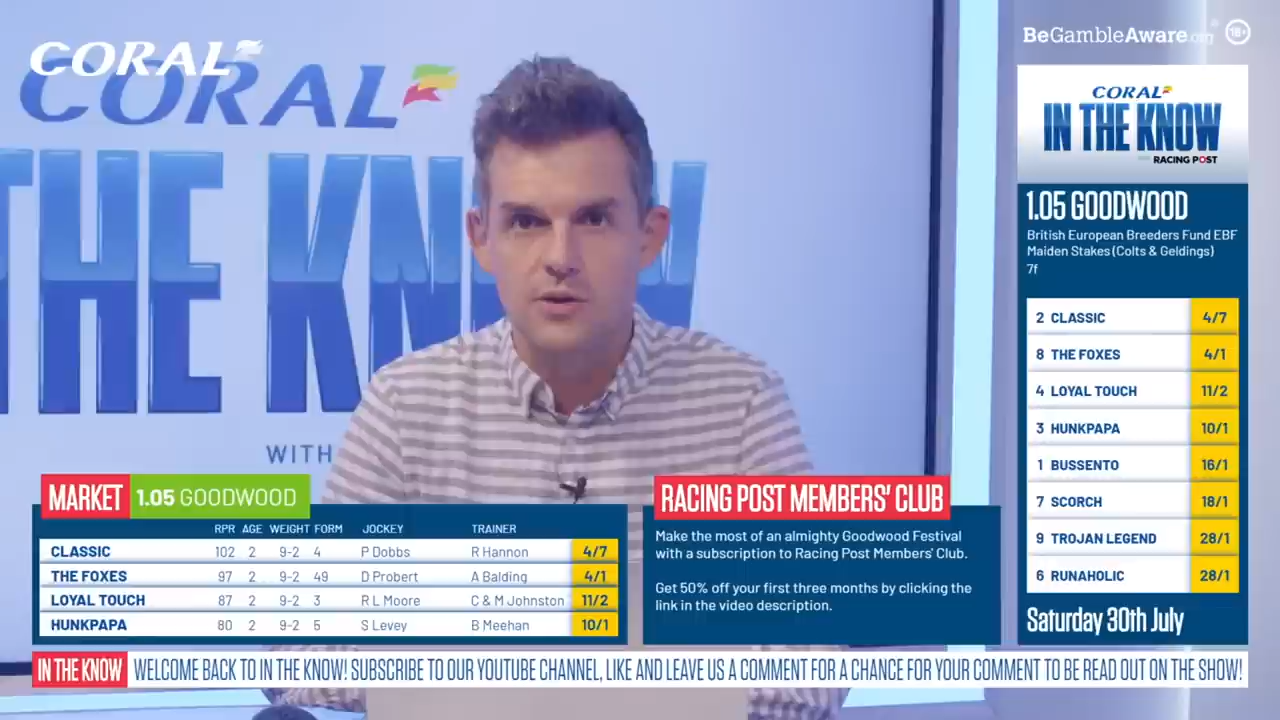 CORAL
CORAL
THE KNOW
WITH
BeGambleAware.org 18+
CORAL
IN THE KNOW
WITH RACING POST
1.05 GOODWOOD
British European Breeders Fund EBF
Maiden Stakes (Colts & Geldings)
7f
2 CLASSIC 4/7
8 THE FOXES 4/1
4 LOYAL TOUCH 11/2
3 HUNKPAPA 10/1
1 BUSSENTO 16/1
7 SCORCH 18/1
9 TROJAN LEGEND 28/1
6 RUNAHOLIC 28/1
Saturday 30th July
MARKET 1.05 GOODWOOD
RPR AGE WEIGHT FORM JOCKEY TRAINER
CLASSIC 102 2 9-2 4 P Dobbs R Hannon 4/7
THE FOXES 97 2 9-2 49 D Probert A Balding 4/1
LOYAL TOUCH 87 2 9-2 3 R L Moore C & M Johnston 11/2
HUNKPAPA 80 2 9-2 5 S Levey B Meehan 10/1
RACING POST MEMBERS' CLUB
Make the most of an almighty Goodwood Festival
with a subscription to Racing Post Members' Club.
Get 50% off your first three months by clicking the
link in the video description.
IN THE KNOW WELCOME BACK TO IN THE KNOW! SUBSCRIBE TO OUR YOUTUBE CHANNEL, LIKE AND LEAVE US A COMMENT FOR A CHANCE FOR YOUR COMMENT TO BE READ OUT ON THE SHOW!